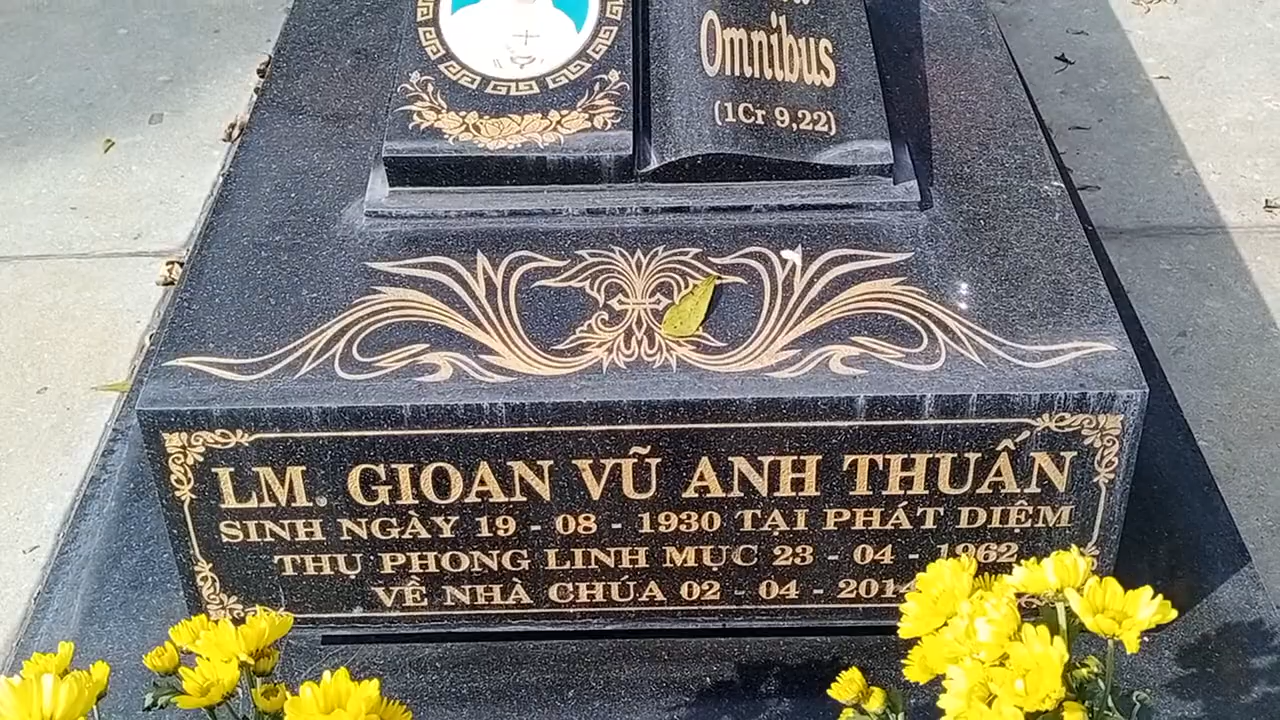 Omnibus
(1Cr 9,22)
LM. GIOAN VŨ ANH THUẤN
SINH NGÀY 19 - 08 - 1930 TẠI PHÁT DIỆM
THỤ PHONG LINH MỤC 23 - 04 - 1962
VỀ NHÀ CHÚA 02 - 04 - 2014